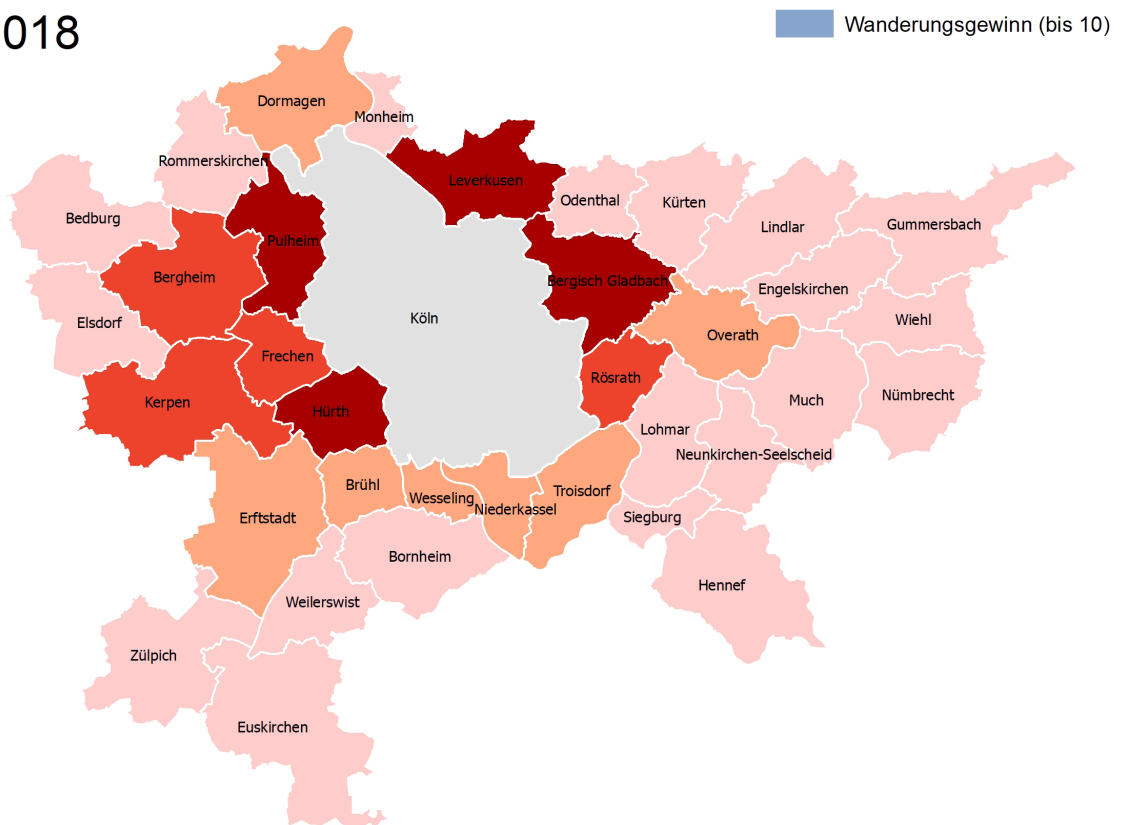 018
Wanderungsgewinn (bis 10)
Dormagen
Monheim
Rommerskirchen
Leverkusen
Odenthal
Kürten
Bedburg
Lindlar
Gummersbach
Pulheim
Bergheim
Bergisch Gladbach
Engelskirchen
Elsdorf
Köln
Wiehl
Overath
Frechen
Rösrath
Kerpen
Hürth
Much
Nümbrecht
Lohmar
Neunkirchen-Seelscheid
Brühl
Wesseling
Troisdorf
Niederkassel
Erftstadt
Siegburg
Bornheim
Hennef
Weilerswist
Zülpich
Euskirchen